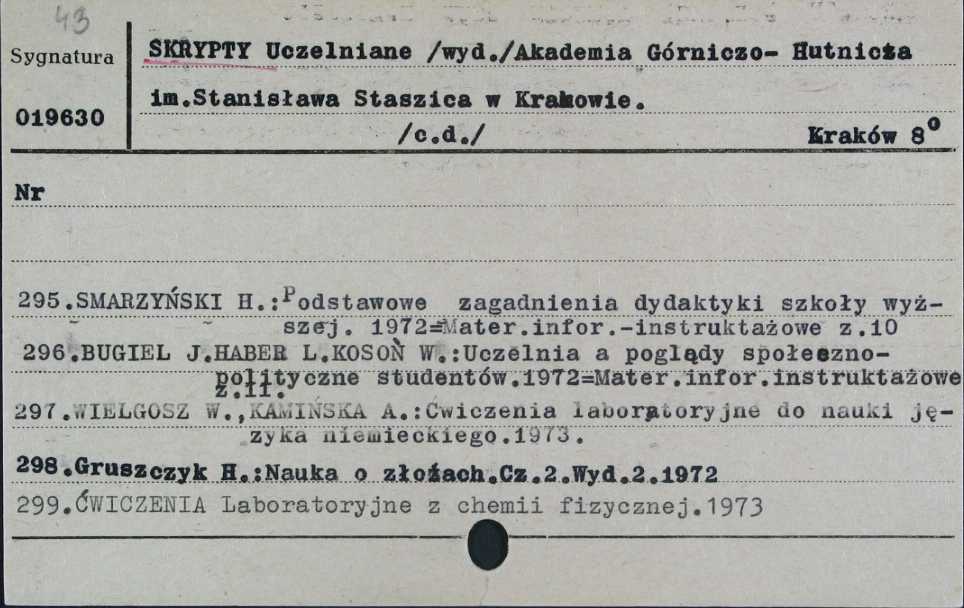 43
Sygnatura
SKRYPTY Uczelniane /wyd./Akademia Górniczo- Hutnicza
im.Stanisława Staszica w Krakowie.
019630
/c.d./ Kraków 8⁰
Nr
295.SMARZYŃSKI H.:Podstawowe zagadnienia dydaktyki szkoły wyż-
szej. 1972=Mater.infor.-instruktażowe z.10
296.BUGIEL J.HABER L.KOSOŃ W.:Uczelnia a poglądy społeczno-
polityczne studentów.1972=Mater.infor.instruktażowe
z.11.
297.WIELGOSZ W.,KAMIŃSKA A.:Ćwiczenia laboratoryjne do nauki ję-
zyka niemieckiego.1973.
298.Gruszczyk H.:Nauka o złożach.Cz.2.Wyd.2.1972
299.ĆWICZENIA Laboratoryjne z chemii fizycznej.1973